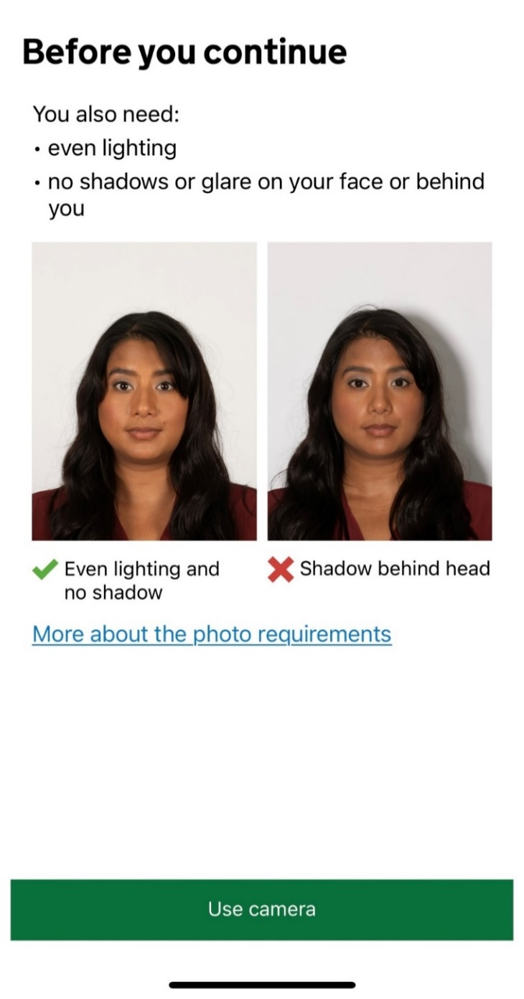 Before you continue
You also need:
• even lighting
• no shadows or glare on your face or behind
you
Even lighting and
no shadow
Shadow behind head
More about the photo requirements
Use camera